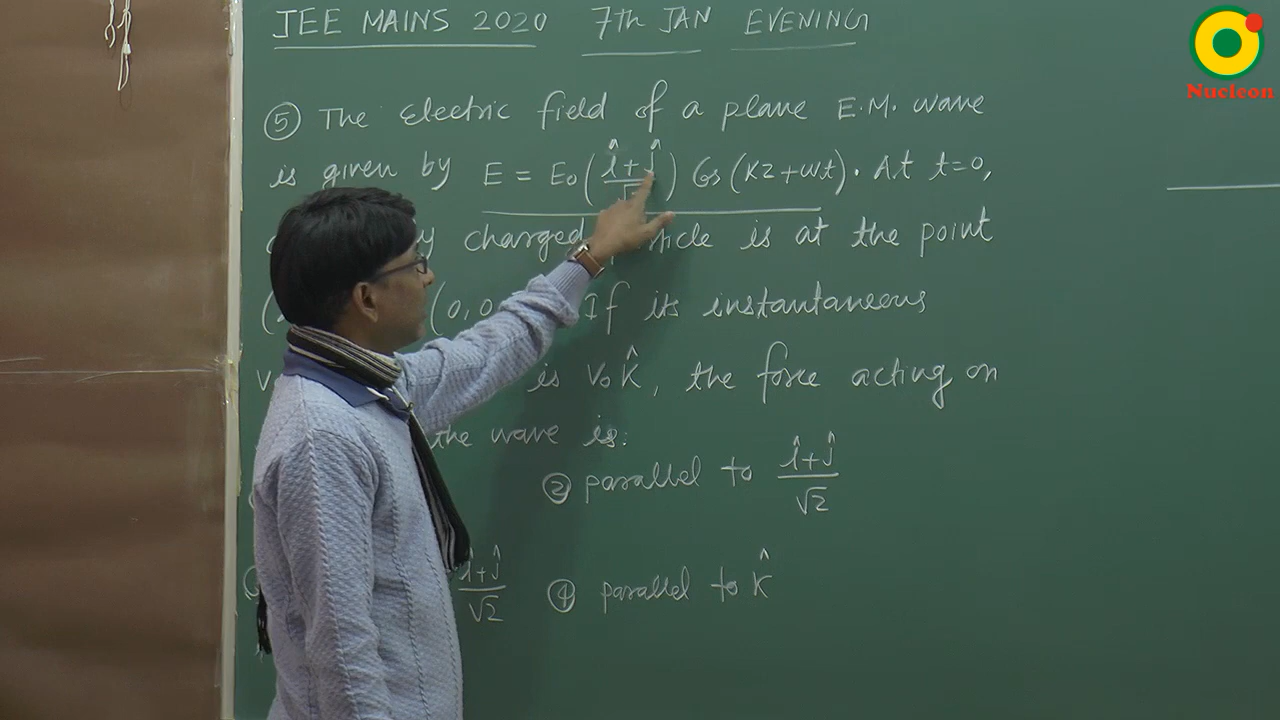 JEE MAINS 2020 7th JAN EVENING
Nucleon
⑤ The Electric field of a plane E.M. wave
is given by E = E₀(î+ĵ/√2) Cos(KZ+ωt). At t=0,
charged is at the point
(0, 0 If its instantaneous
is V₀K̂, the force acting on
the wave is:
② parallel to î+ĵ/√2
î+ĵ/√2 ④ parallel to K̂